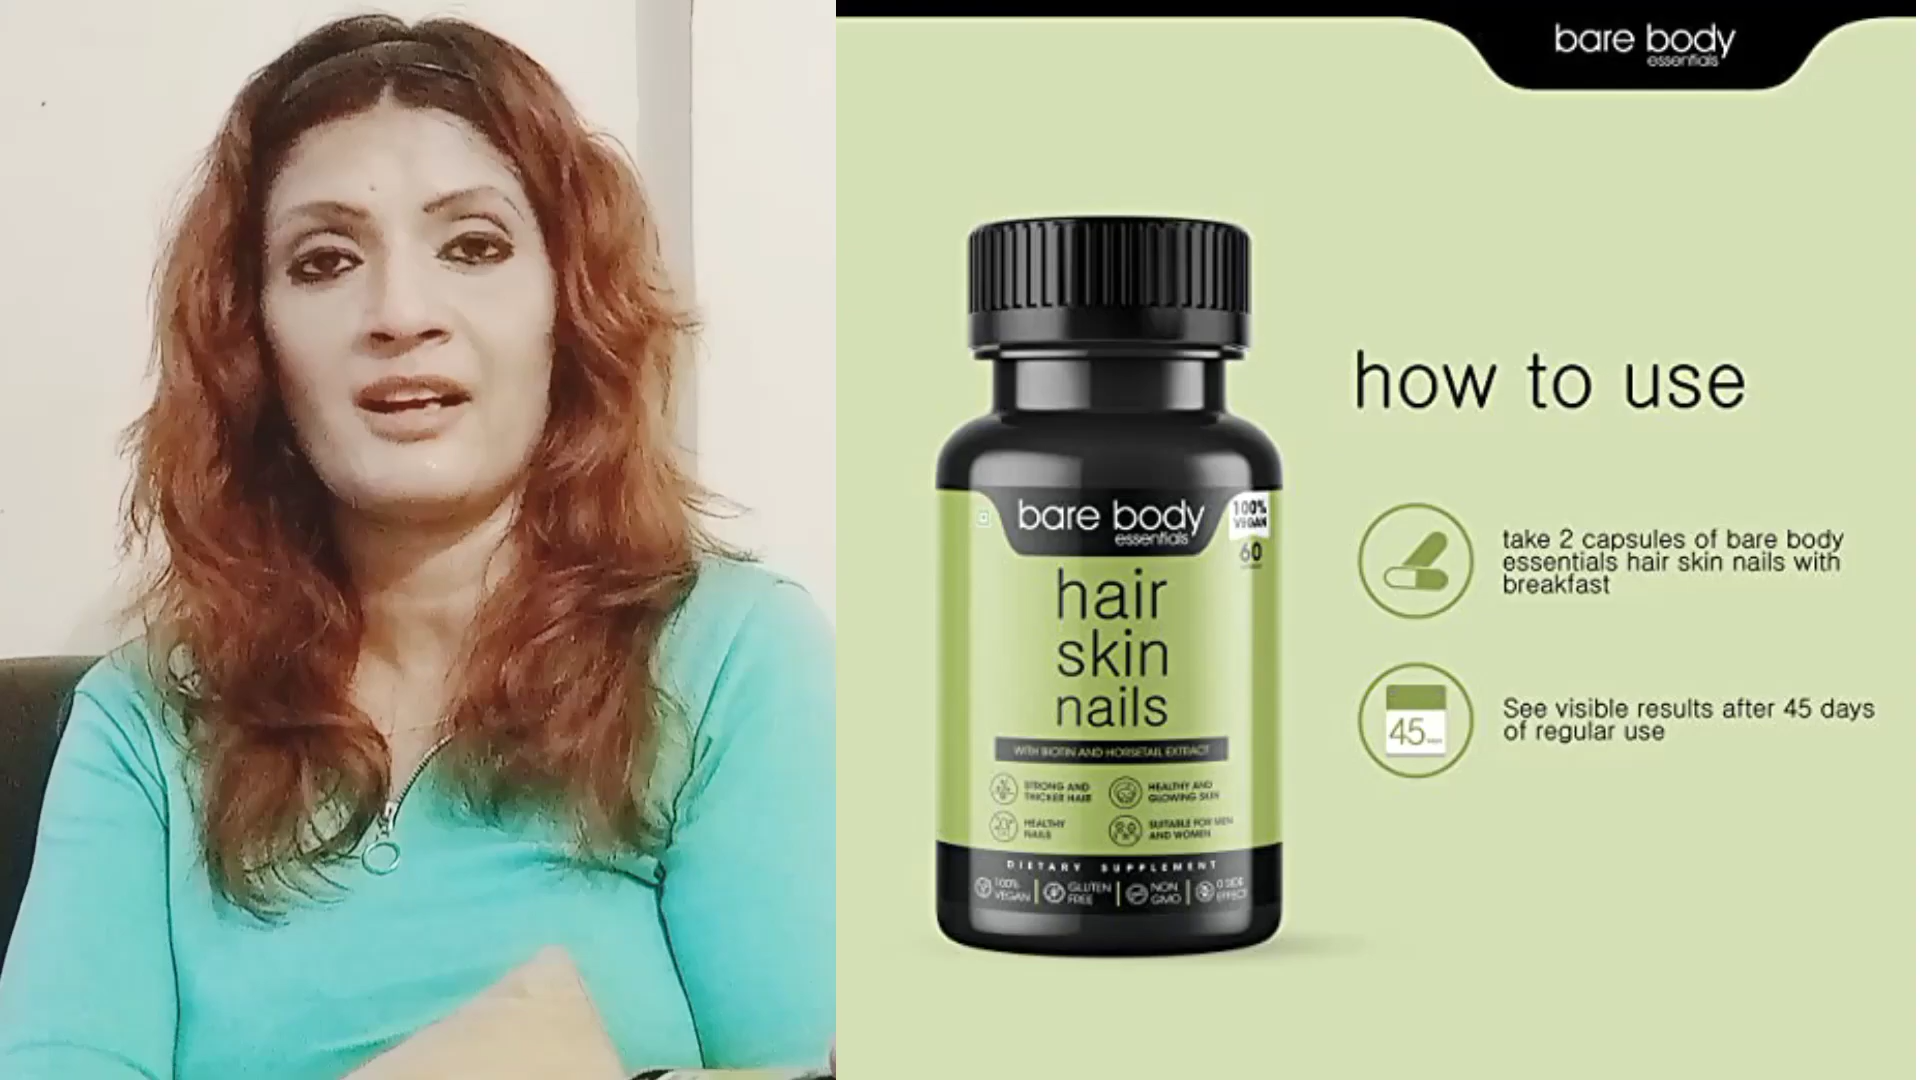 bare body
essentials
how to use
take 2 capsules of bare body
essentials hair skin nails with
breakfast
45
See visible results after 45 days
of regular use
bare body
essentials
100%
VEGAN
60
hair
skin
nails
WITH BIOTIN AND HORSETAIL EXTRACT
STRONG AND
THICKER HAIR
HEALTHY AND
GLOWING SKIN
HEALTHY
NAILS
SUITABLE FOR MEN
AND WOMEN
DIETARY SUPPLEMENT
100%
VEGAN
GLUTEN
FREE
NON
GMO
0 SIDE
EFFECT